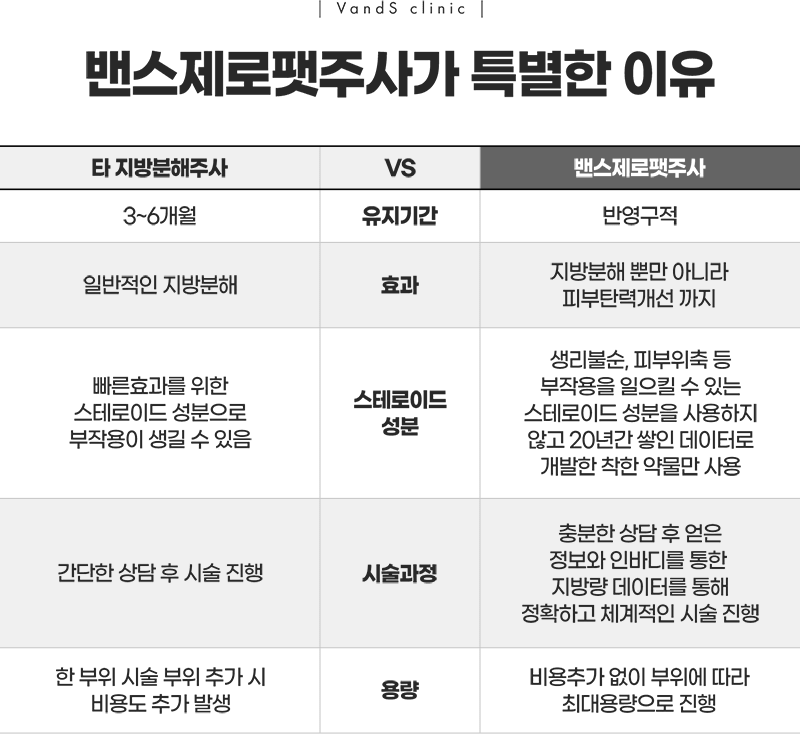 | VandS clinic |
밴스제로팻주사가 특별한 이유
타 지방분해주사 VS 밴스제로팻주사
3~6개월 유지기간 반영구적
일반적인 지방분해 효과 지방분해 뿐만 아니라
피부탄력개선 까지
빠른효과를 위한
스테로이드 성분으로
부작용이 생길 수 있음
스테로이드
성분
생리불순, 피부위축 등
부작용을 일으킬 수 있는
스테로이드 성분을 사용하지
않고 20년간 쌓인 데이터로
개발한 착한 약물만 사용
간단한 상담 후 시술 진행
시술과정
충분한 상담 후 얻은
정보와 인바디를 통한
지방량 데이터를 통해
정확하고 체계적인 시술 진행
한 부위 시술 부위 추가 시
비용도 추가 발생
용량
비용추가 없이 부위에 따라
최대용량으로 진행